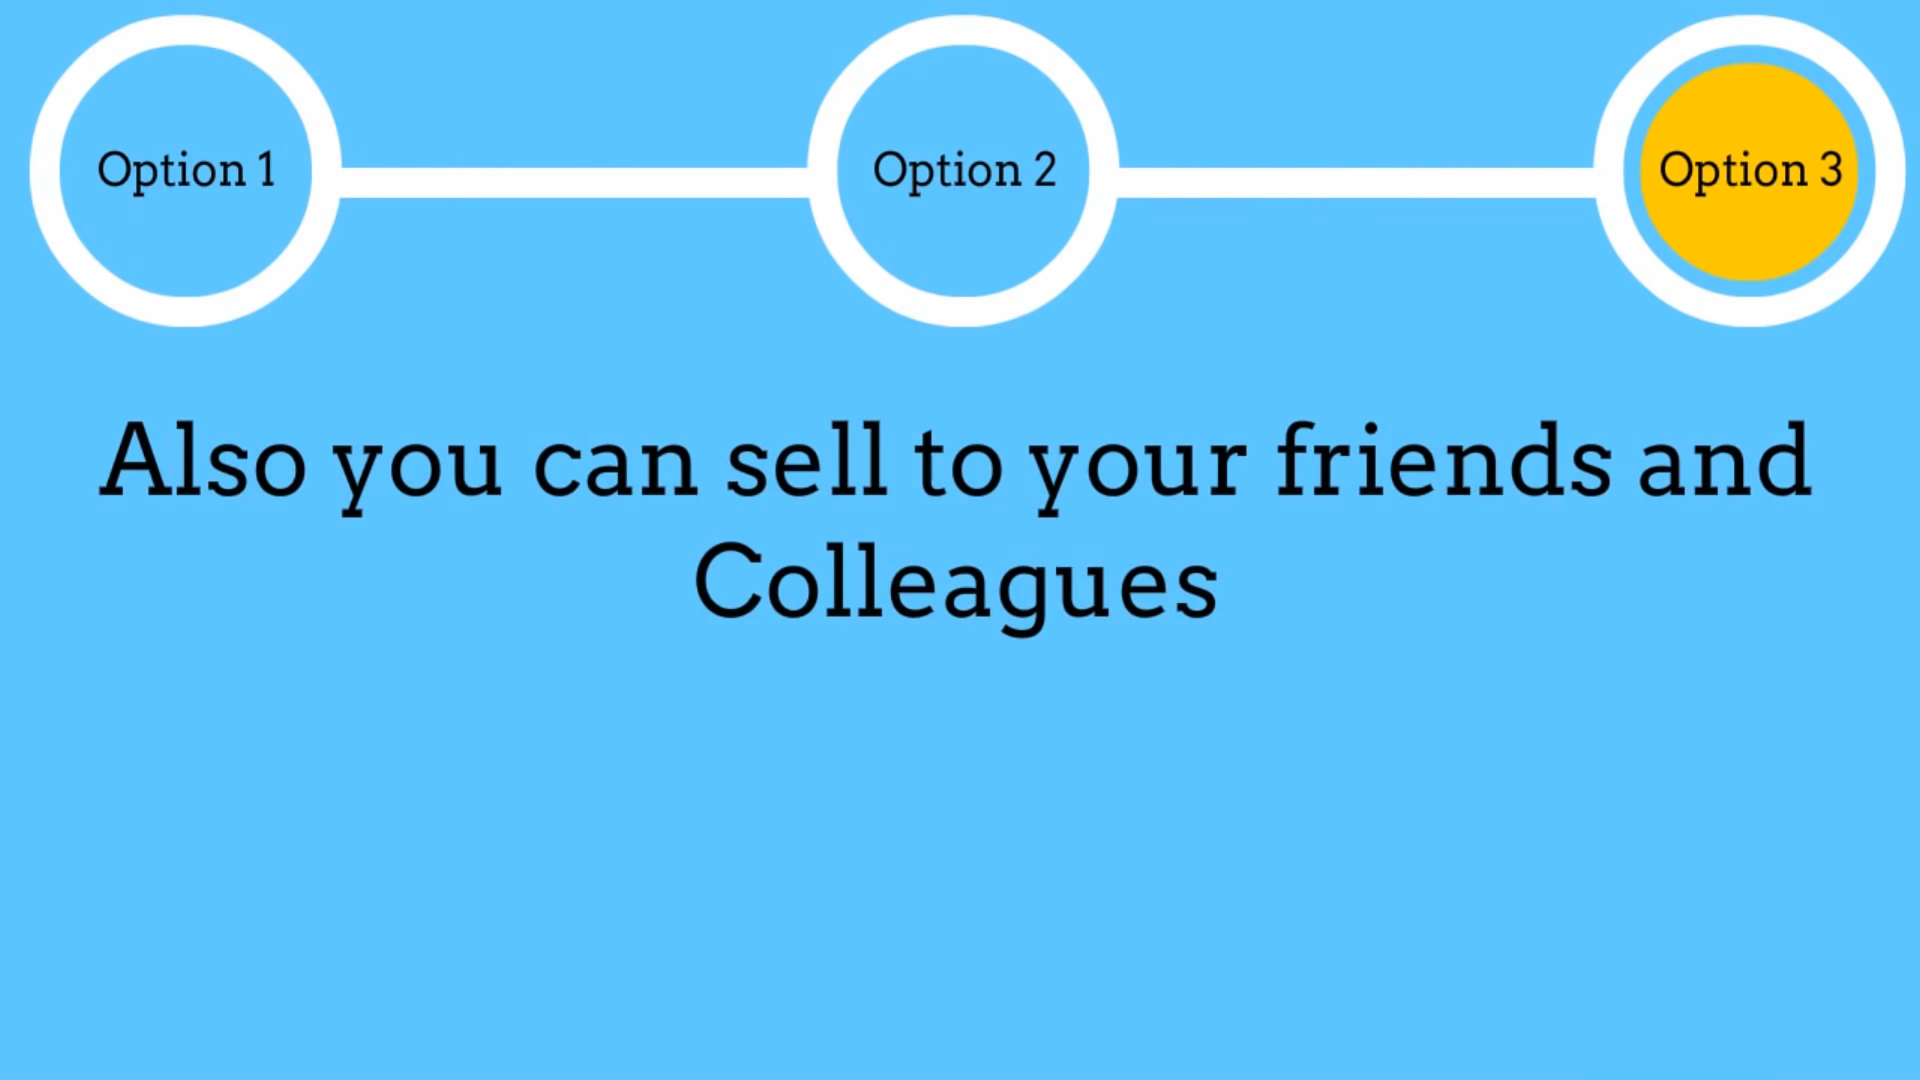 Option 1
Option 2
Option 3
Also you can sell to your friends and
Colleagues